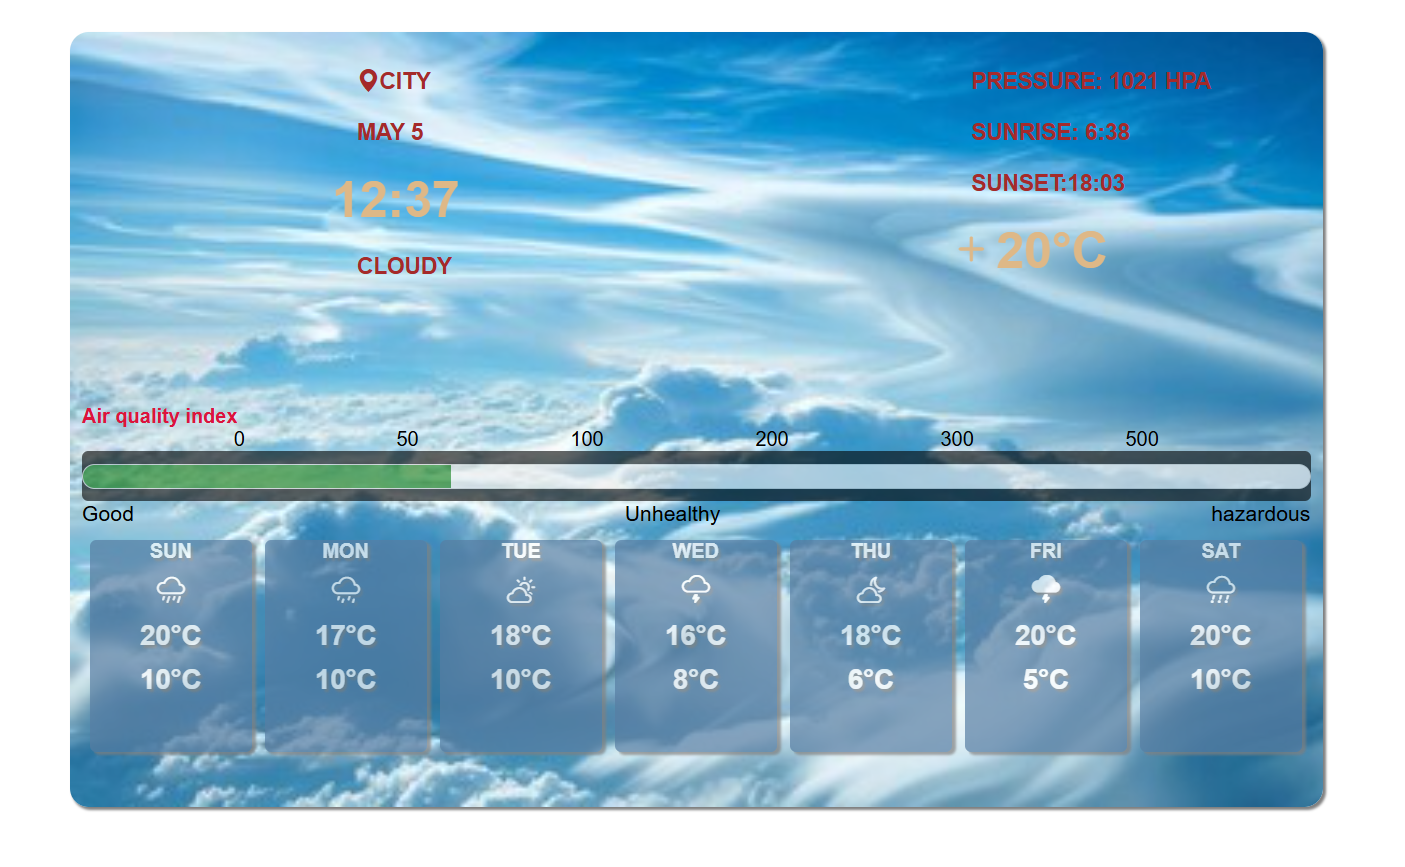 CITY
MAY 5
12:37
CLOUDY
PRESSURE: 1021 HPA
SUNRISE: 6:38
SUNSET:18:03
+ 20°C
Air quality index
0 50 100 200 300 500
Good Unhealthy hazardous
SUN MON TUE WED THU FRI SAT
20°C 17°C 18°C 16°C 18°C 20°C 20°C
10°C 10°C 10°C 8°C 6°C 5°C 10°C